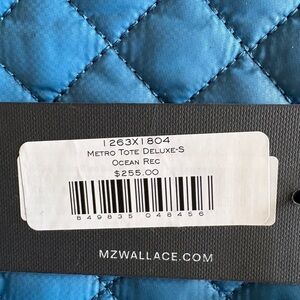 1263X1804
METRO TOTE DELUXE-S
OCEAN REC
$255.00
849835 048456
MZWALLACE.COM